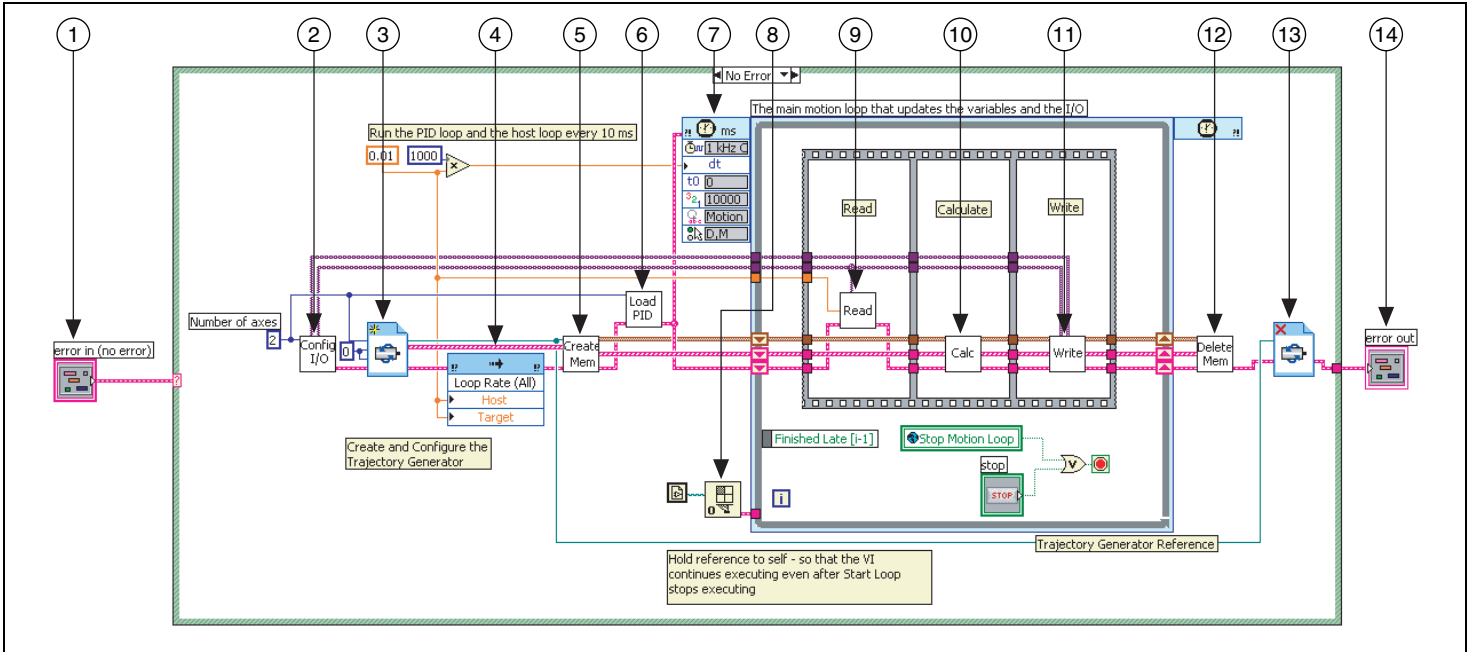 1
2
3
4
5
6
7
8
9
10
11
12
13
14
No Error
The main motion loop that updates the variables and the I/O
Run the PID loop and the host loop every 10 ms
0.01
1000
ms
1 kHz C
dt
t0
0
10000
Motion
D,M
Read
Calculate
Write
Number of axes
2
error in (no error)
Config
I/O
0
Loop Rate (All)
Host
Target
Create
Mem
Load
PID
Read
Calc
Write
Delete
Mem
error out
Create and Configure the
Trajectory Generator
Finished Late [i-1]
Stop Motion Loop
stop
STOP
i
Trajectory Generator Reference
Hold reference to self - so that the VI
continues executing even after Start Loop
stops executing